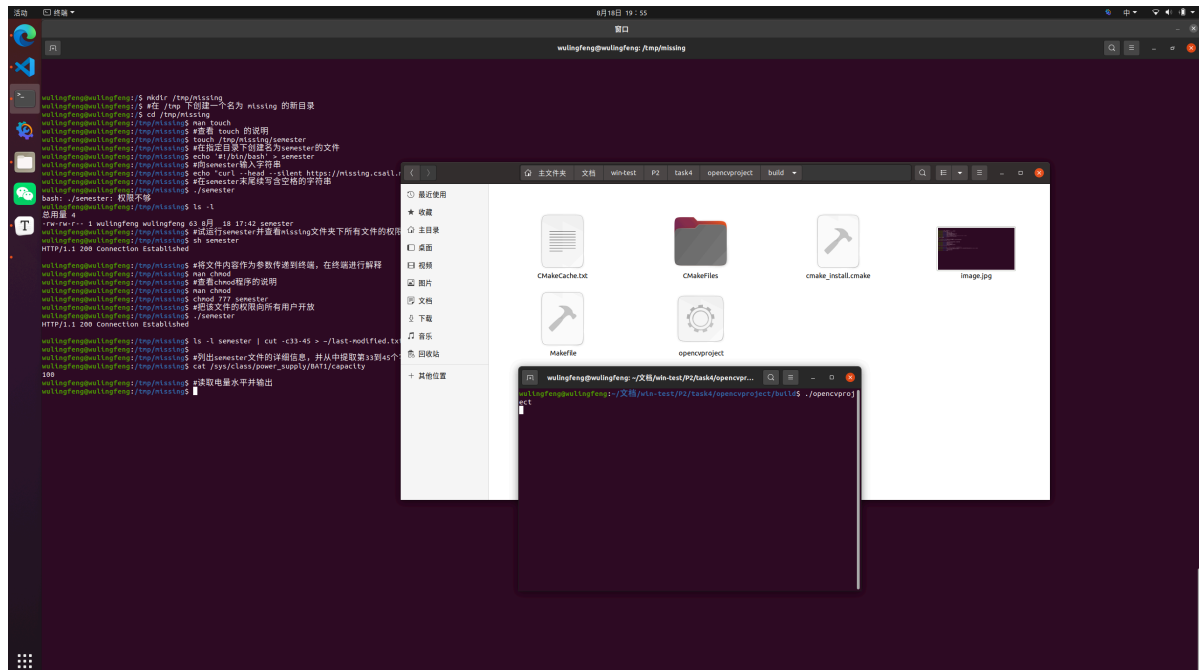 活动
终端
8月18日 19：55
中
窗口
wulingfeng@wulingfeng: /tmp/missing
wulingfeng@wulingfeng:/$ mkdir /tmp/missing
wulingfeng@wulingfeng:/$ #在 /tmp 下创建一个名为 missing 的新目录
wulingfeng@wulingfeng:/$ cd /tmp/missing
wulingfeng@wulingfeng:/tmp/missing$ man touch
wulingfeng@wulingfeng:/tmp/missing$ #查看 touch 的说明
wulingfeng@wulingfeng:/tmp/missing$ touch /tmp/missing/semester
wulingfeng@wulingfeng:/tmp/missing$ #在指定目录下创建名为semester的文件
wulingfeng@wulingfeng:/tmp/missing$ echo '#!/bin/bash' > semester
wulingfeng@wulingfeng:/tmp/missing$ #向semester输入字符串
wulingfeng@wulingfeng:/tmp/missing$ echo "curl --head --silent https://missing.csail.
wulingfeng@wulingfeng:/tmp/missing$ #在semester末尾续写含空格的字符串
wulingfeng@wulingfeng:/tmp/missing$ ./semester
bash: ./semester: 权限不够
wulingfeng@wulingfeng:/tmp/missing$ ls -l
总用量 4
-rw-rw-r-- 1 wulingfeng wulingfeng 63 8月  18 17:42 semester
wulingfeng@wulingfeng:/tmp/missing$ #试运行semester并查看missing文件夹下所有文件的权限
wulingfeng@wulingfeng:/tmp/missing$ sh semester
HTTP/1.1 200 Connection Established
wulingfeng@wulingfeng:/tmp/missing$ #将文件内容作为参数传递到终端，在终端进行解释
wulingfeng@wulingfeng:/tmp/missing$ man chmod
wulingfeng@wulingfeng:/tmp/missing$ #查看chmod程序的说明
wulingfeng@wulingfeng:/tmp/missing$ man chmod
wulingfeng@wulingfeng:/tmp/missing$ chmod 777 semester
wulingfeng@wulingfeng:/tmp/missing$ #把该文件的权限向所有用户开放
wulingfeng@wulingfeng:/tmp/missing$ ./semester
HTTP/1.1 200 Connection Established
wulingfeng@wulingfeng:/tmp/missing$ ls -l semester | cut -c33-45 > ~/last-modified.txt
wulingfeng@wulingfeng:/tmp/missing$
wulingfeng@wulingfeng:/tmp/missing$ #列出semester文件的详细信息，并从中提取第33到45个
wulingfeng@wulingfeng:/tmp/missing$ cat /sys/class/power_supply/BAT1/capacity
100
wulingfeng@wulingfeng:/tmp/missing$ #读取电量水平并输出
wulingfeng@wulingfeng:/tmp/missing$
主文件夹
文档
win-test
P2
task4
opencvproject
build
最近使用
收藏
主目录
桌面
视频
图片
文档
下载
音乐
回收站
其他位置
CMakeCache.txt
CMakeFiles
cmake_install.cmake
image.jpg
Makefile
opencvproject
wulingfeng@wulingfeng: ~/文档/win-test/P2/task4/opencvpr...
wulingfeng@wulingfeng:~/文档/win-test/P2/task4/opencvproject/build$ ./opencvproj
ect